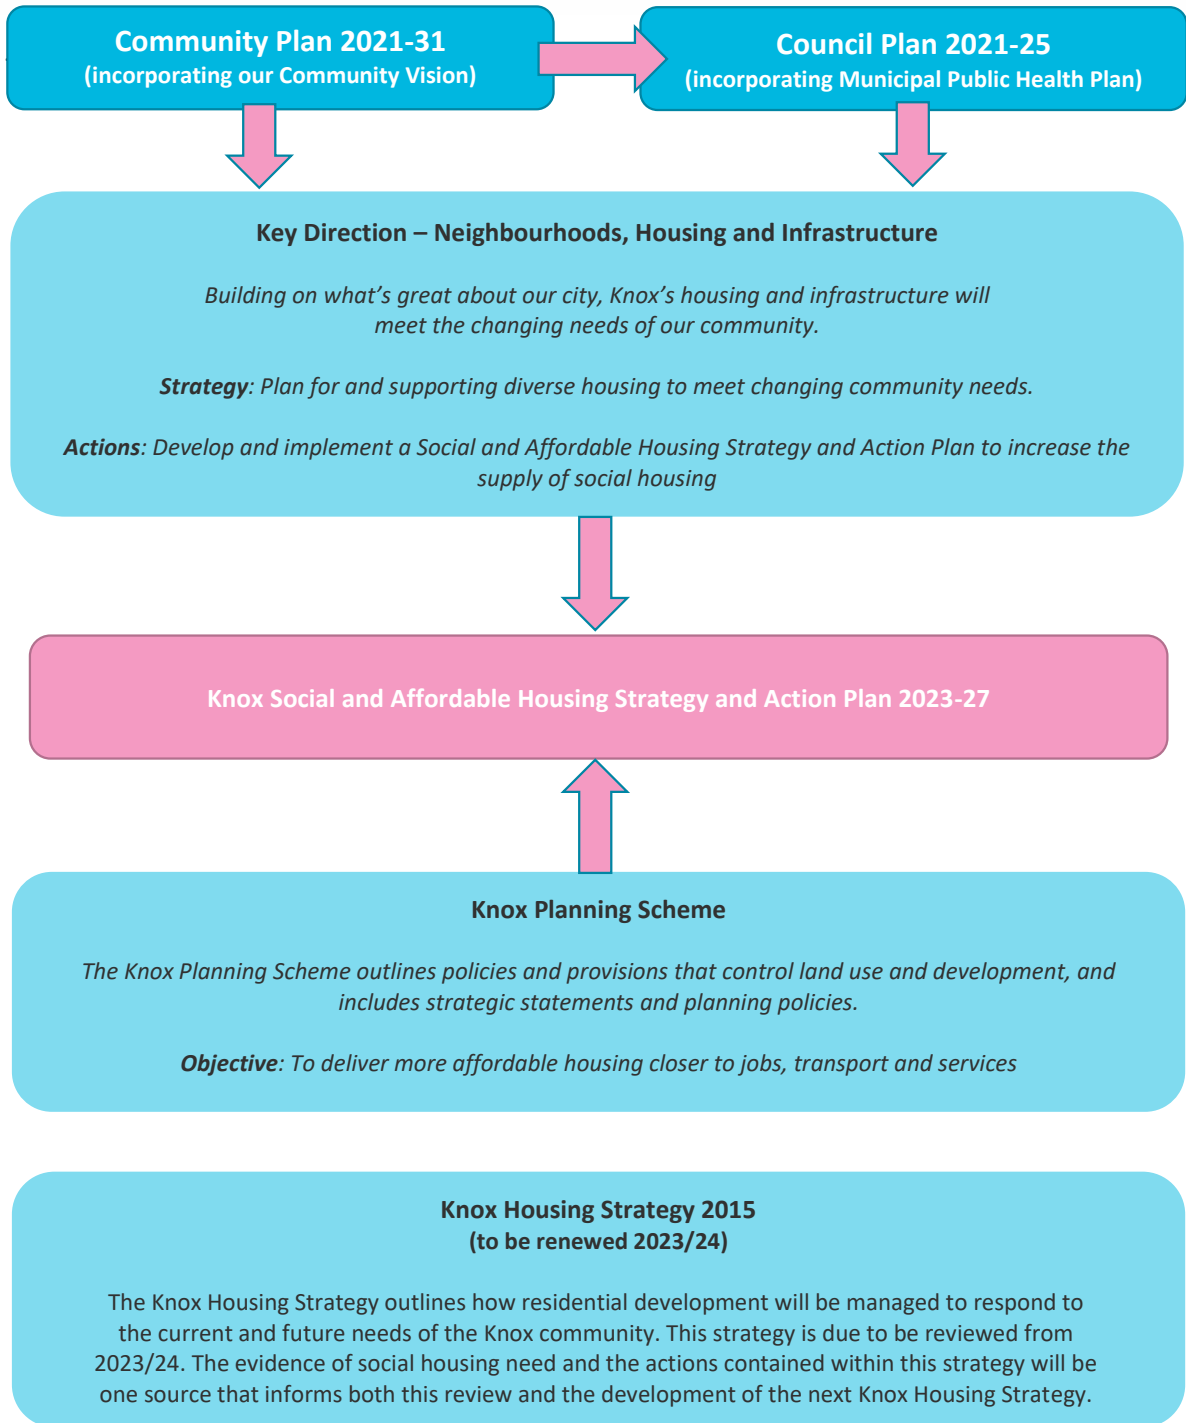 Community Plan 2021-31
(incorporating our Community Vision)
Council Plan 2021-25
(incorporating Municipal Public Health Plan)
Key Direction – Neighbourhoods, Housing and Infrastructure
Building on what's great about our city, Knox's housing and infrastructure will
meet the changing needs of our community.
Strategy: Plan for and supporting diverse housing to meet changing community needs.
Actions: Develop and implement a Social and Affordable Housing Strategy and Action Plan to increase the
supply of social housing
Knox Social and Affordable Housing Strategy and Action Plan 2023-27
Knox Planning Scheme
The Knox Planning Scheme outlines policies and provisions that control land use and development, and
includes strategic statements and planning policies.
Objective: To deliver more affordable housing closer to jobs, transport and services
Knox Housing Strategy 2015
(to be renewed 2023/24)
The Knox Housing Strategy outlines how residential development will be managed to respond to
the current and future needs of the Knox community. This strategy is due to be reviewed from
2023/24. The evidence of social housing need and the actions contained within this strategy will be
one source that informs both this review and the development of the next Knox Housing Strategy.